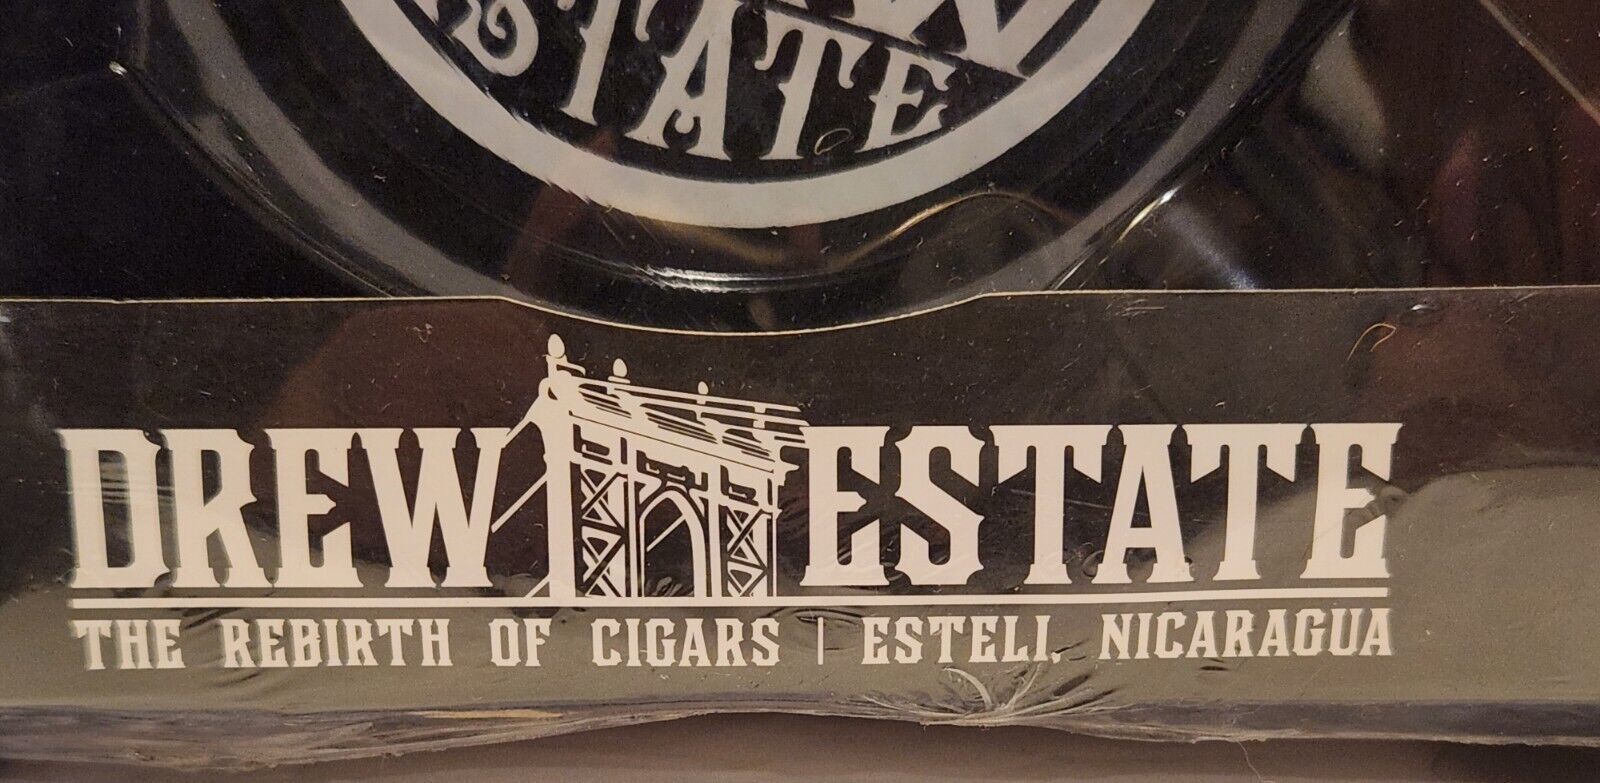 STATE
DREW ESTATE
THE REBIRTH OF CIGARS | ESTELI, NICARAGUA